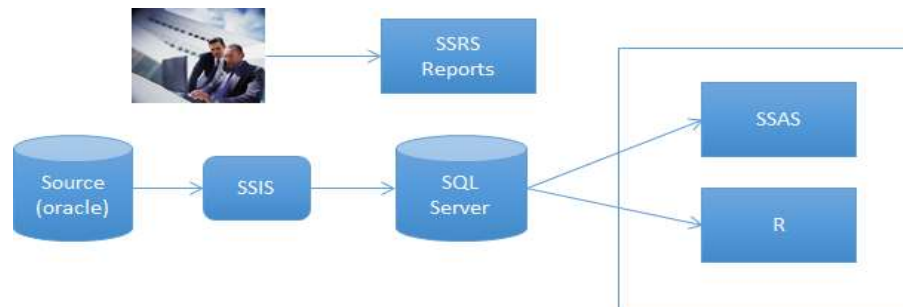 SSRS
Reports
SSAS
Source
(oracle)
SSIS
SQL
Server
R